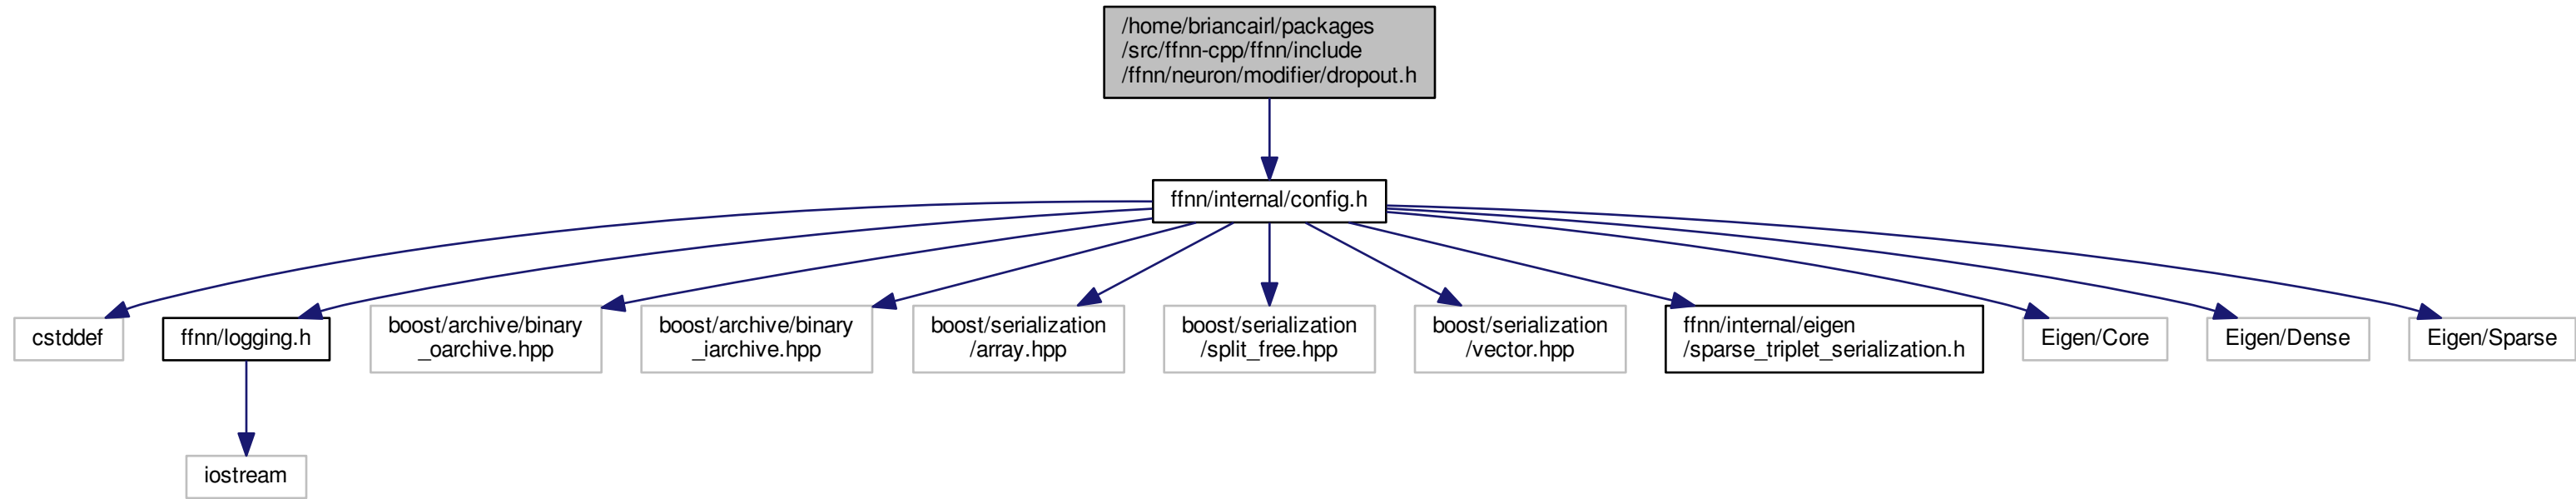 /home/briancairl/packages
/src/ffnn-cpp/ffnn/include
/ffnn/neuron/modifier/dropout.h
ffnn/internal/config.h
cstddef
ffnn/logging.h
boost/archive/binary
_oarchive.hpp
boost/archive/binary
_iarchive.hpp
boost/serialization
/array.hpp
boost/serialization
/split_free.hpp
boost/serialization
/vector.hpp
ffnn/internal/eigen
/sparse_triplet_serialization.h
Eigen/Core
Eigen/Dense
Eigen/Sparse
iostream